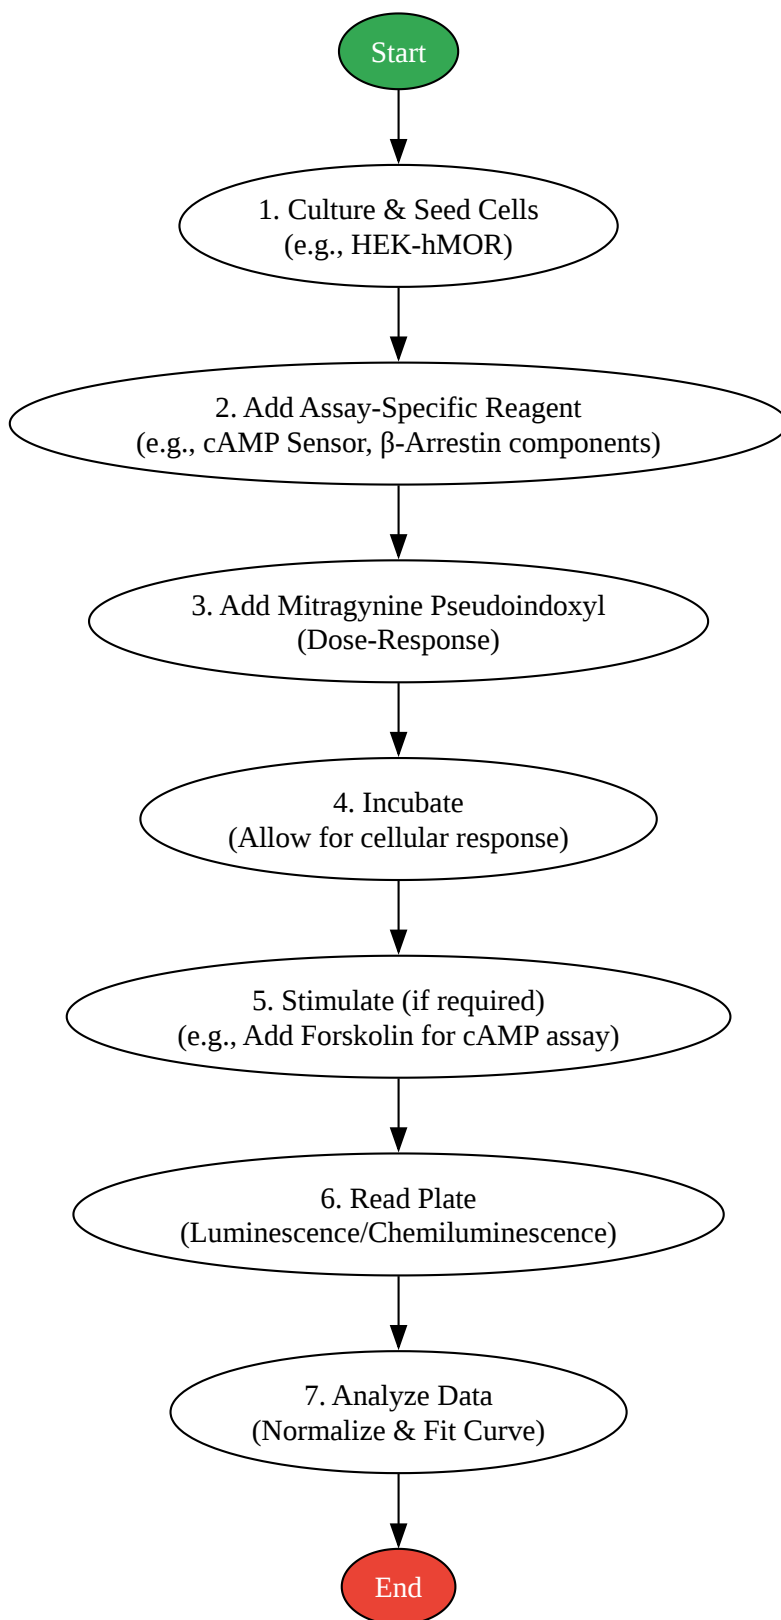 Start
1. Culture & Seed Cells
(e.g., HEK-hMOR)
2. Add Assay-Specific Reagent
(e.g., cAMP Sensor, β-Arrestin components)
3. Add Mitragynine Pseudoindoxyl
(Dose-Response)
4. Incubate
(Allow for cellular response)
5. Stimulate (if required)
(e.g., Add Forskolin for cAMP assay)
6. Read Plate
(Luminescence/Chemiluminescence)
7. Analyze Data
(Normalize & Fit Curve)
End